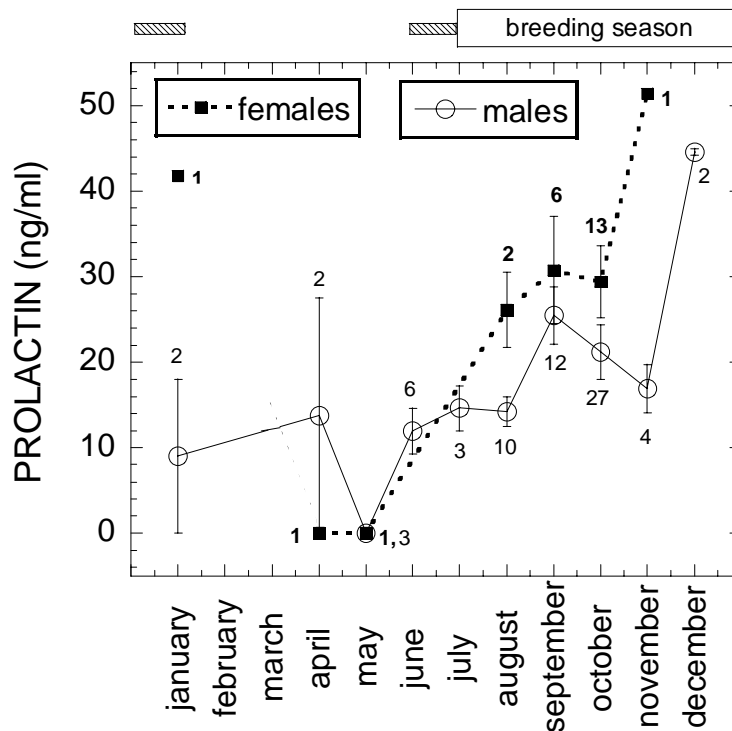 breeding season
females
males
PROLACTIN (ng/ml)
50
40
30
20
10
0
1
2
2
1
1,3
6
3
2
10
6
12
13
27
1
4
2
january
february
march
april
may
june
july
august
september
october
november
december